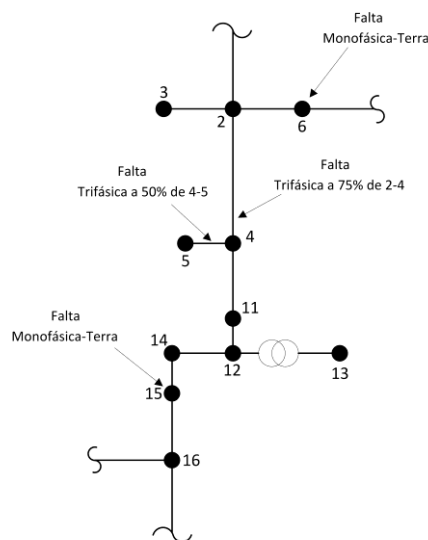 Falta
Monofásica-Terra
3
2
6
Falta
Trifásica a 50% de 4-5
Falta
Trifásica a 75% de 2-4
4
5
11
Falta
Monofásica-Terra
14
12
13
15
16